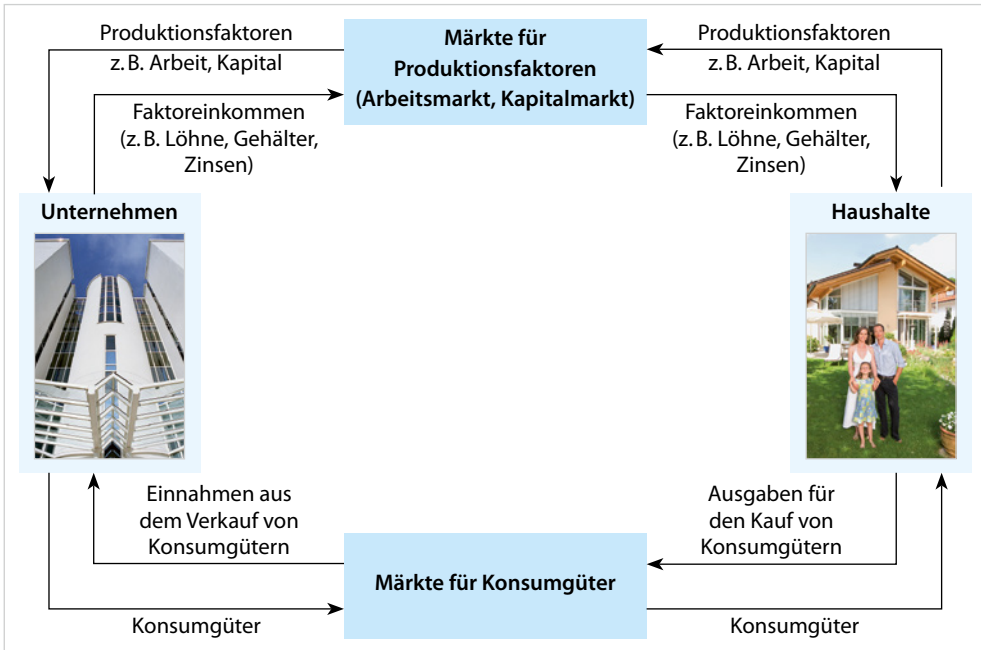 Produktionsfaktoren
z. B. Arbeit, Kapital
Märkte für
Produktionsfaktoren
(Arbeitsmarkt, Kapitalmarkt)
Produktionsfaktoren
z. B. Arbeit, Kapital
Faktoreinkommen
(z. B. Löhne, Gehälter,
Zinsen)
Faktoreinkommen
(z. B. Löhne, Gehälter,
Zinsen)
Unternehmen
Haushalte
Einnahmen aus
dem Verkauf von
Konsumgütern
Ausgaben für
den Kauf von
Konsumgütern
Märkte für Konsumgüter
Konsumgüter
Konsumgüter